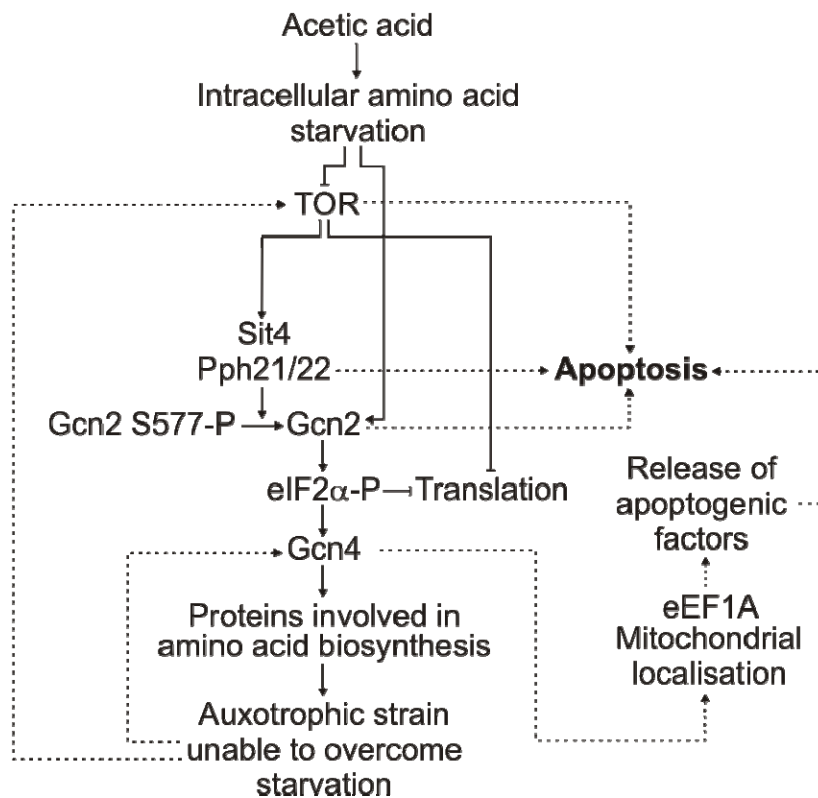 Acetic acid
Intracellular amino acid
starvation
TOR
Sit4
Pph21/22
Apoptosis
Gcn2 S577-P
Gcn2
eIF2α-P
Translation
Release of
apoptogenic
factors
Gcn4
eEF1A
Mitochondrial
localisation
Proteins involved in
amino acid biosynthesis
Auxotrophic strain
unable to overcome
starvation